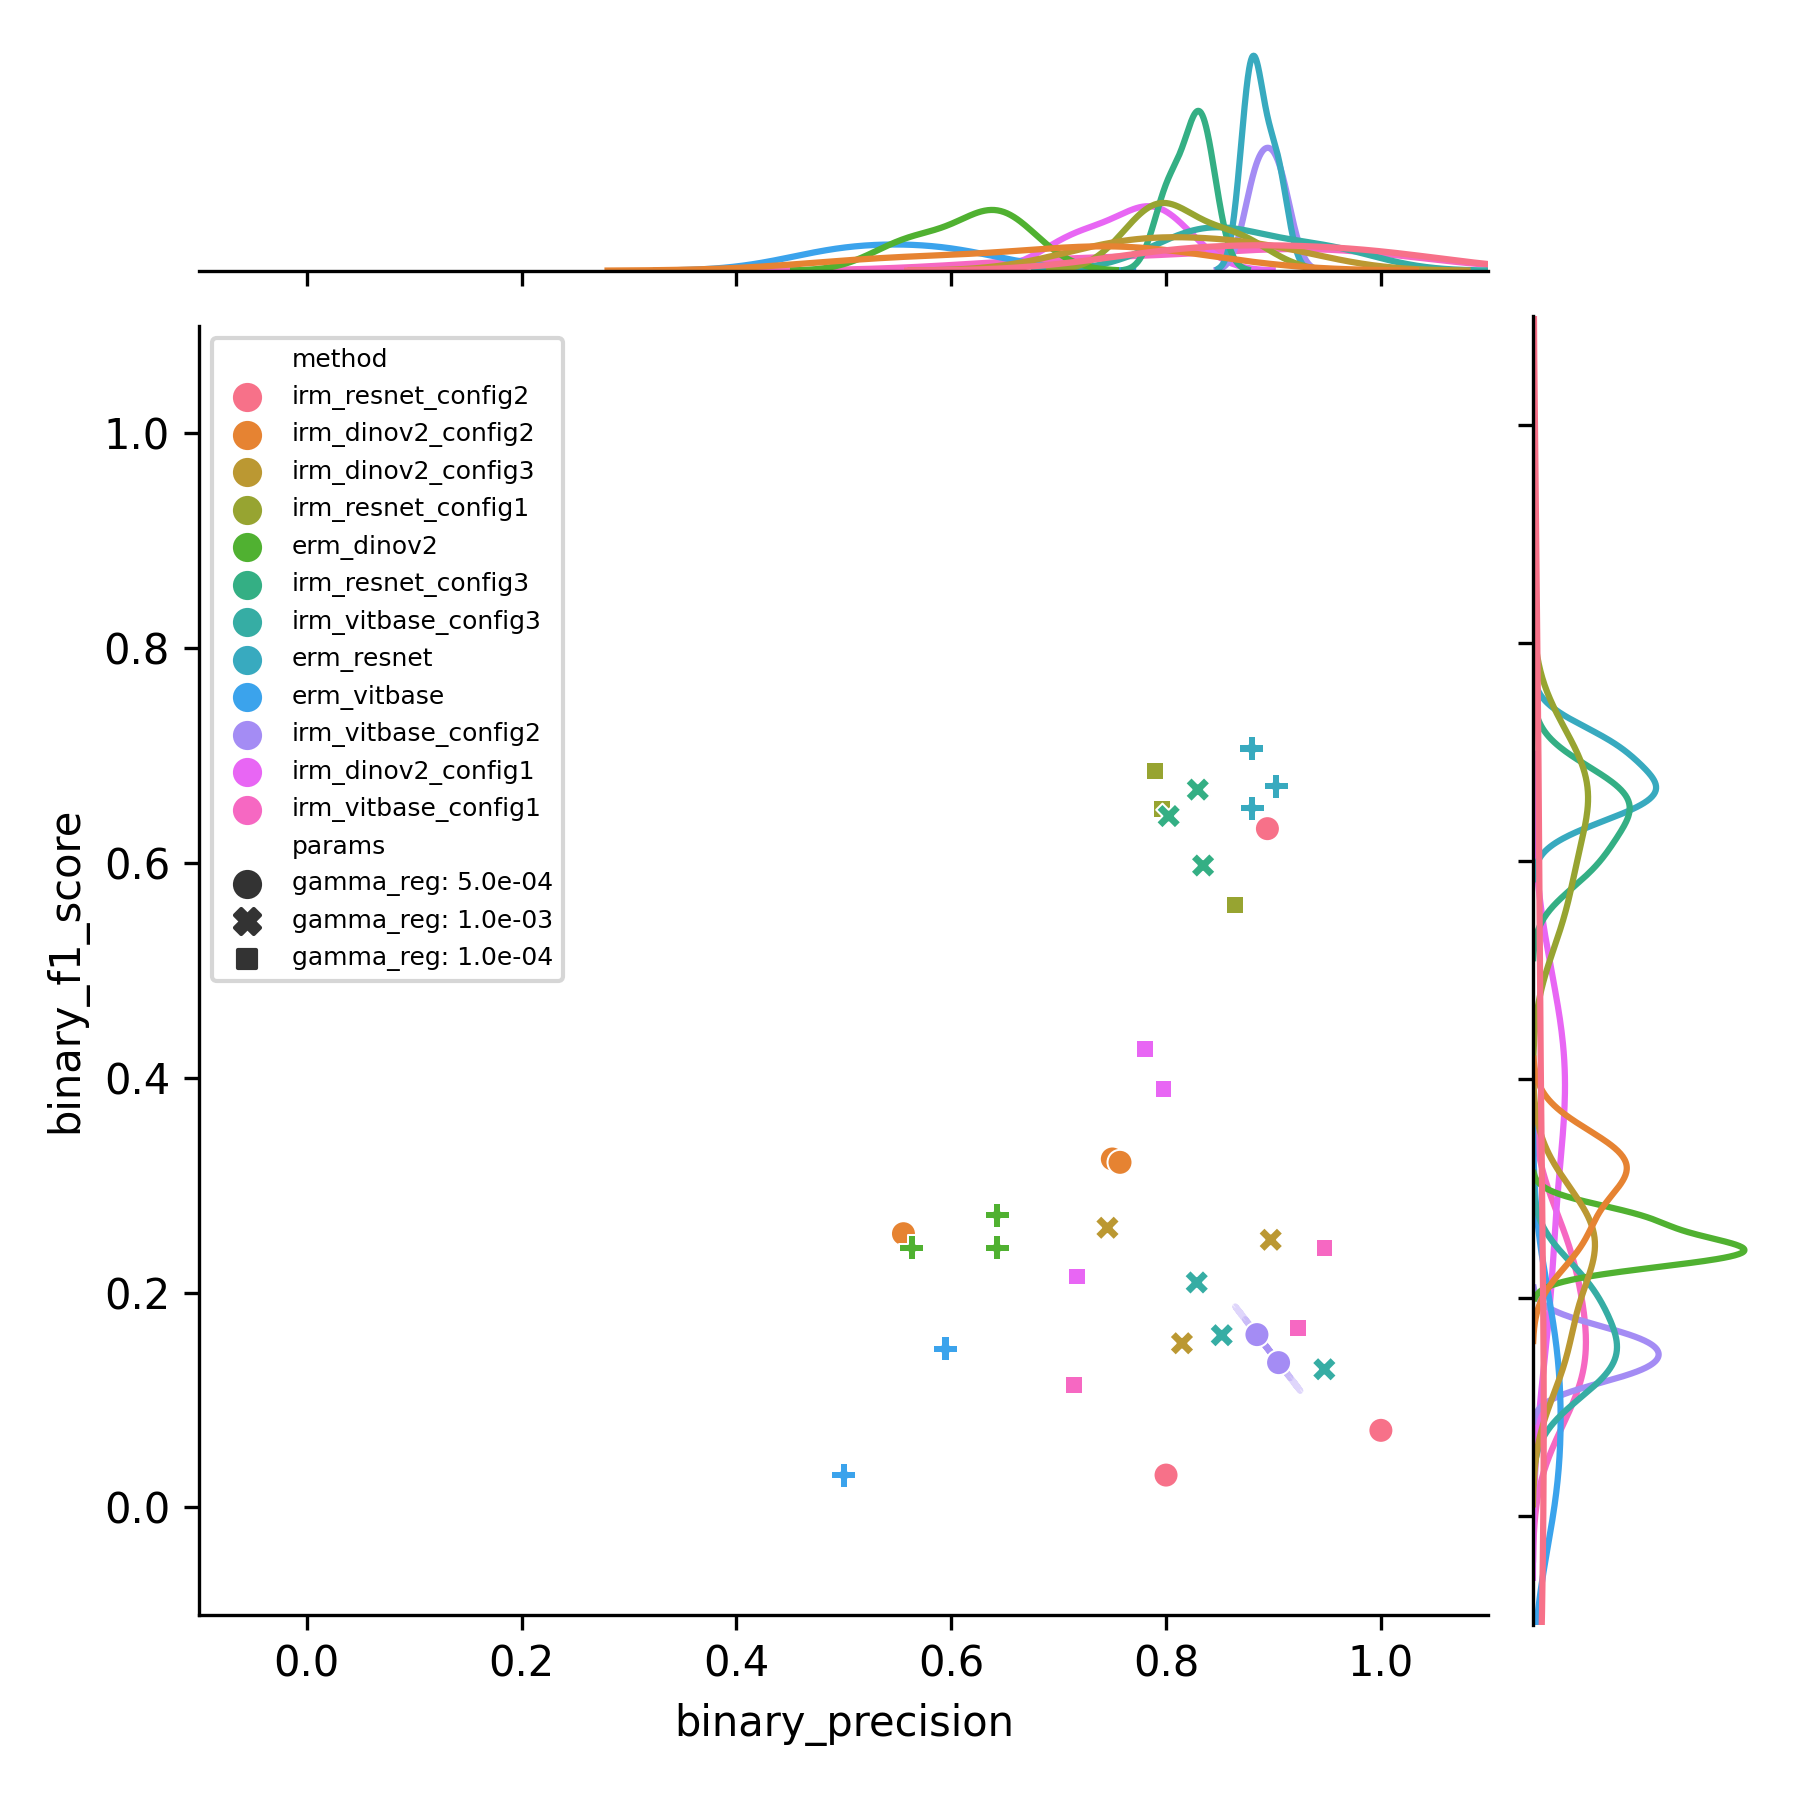 method
irm_resnet_config2
irm_dinov2_config2
irm_dinov2_config3
irm_resnet_config1
erm_dinov2
irm_resnet_config3
irm_vitbase_config3
erm_resnet
erm_vitbase
irm_vitbase_config2
irm_dinov2_config1
irm_vitbase_config1
params
gamma_reg: 5.0e-04
gamma_reg: 1.0e-03
gamma_reg: 1.0e-04
binary_f1_score
1.0
0.8
0.6
0.4
0.2
0.0
0.0 0.2 0.4 0.6 0.8 1.0
binary_precision